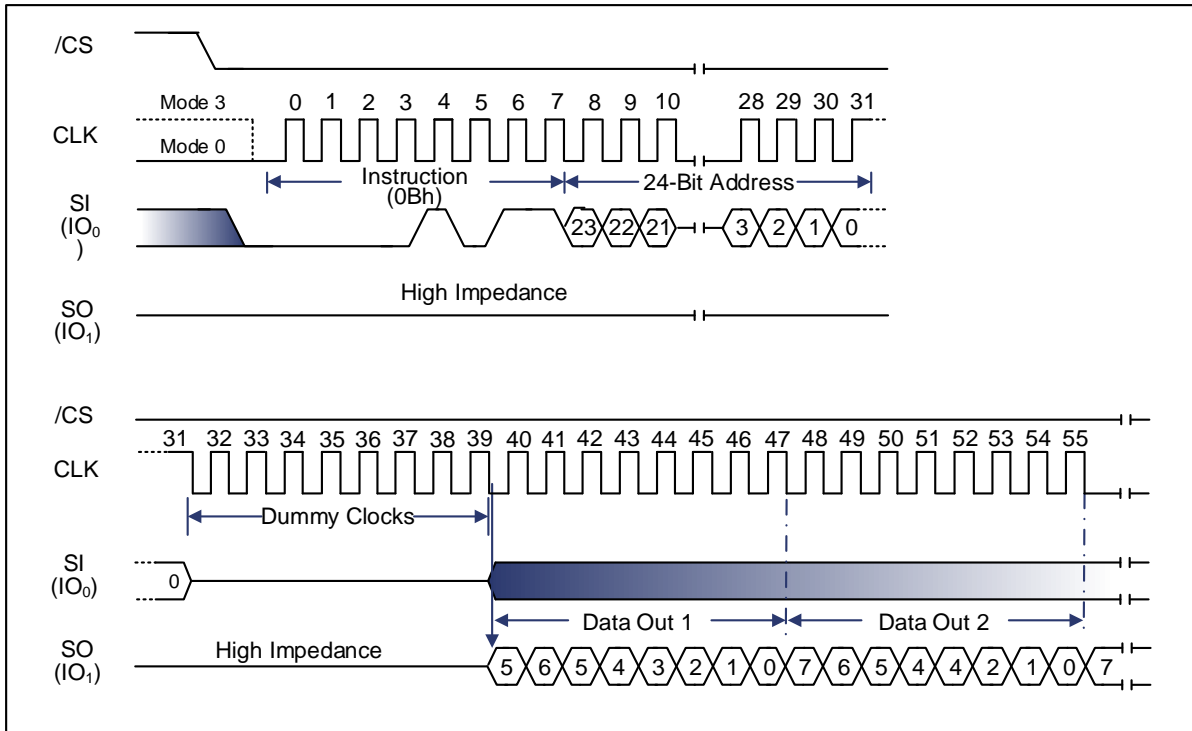 /CS
Mode 3
0 1 2 3 4 5 6 7 8 9 10 28 29 30 31
CLK
Mode 0
Instruction
(0Bh)
24-Bit Address
SI
(IO0
)
23 22 21 3 2 1 0
High Impedance
SO
(IO1)
/CS
31 32 33 34 35 36 37 38 39 40 41 42 43 44 45 46 47 48 49 50 51 52 53 54 55
CLK
Dummy Clocks
SI
(IO0)
0
Data Out 1
Data Out 2
SO
(IO1)
High Impedance
5 6 5 4 3 2 1 0 7 6 5 4 4 2 1 0 7